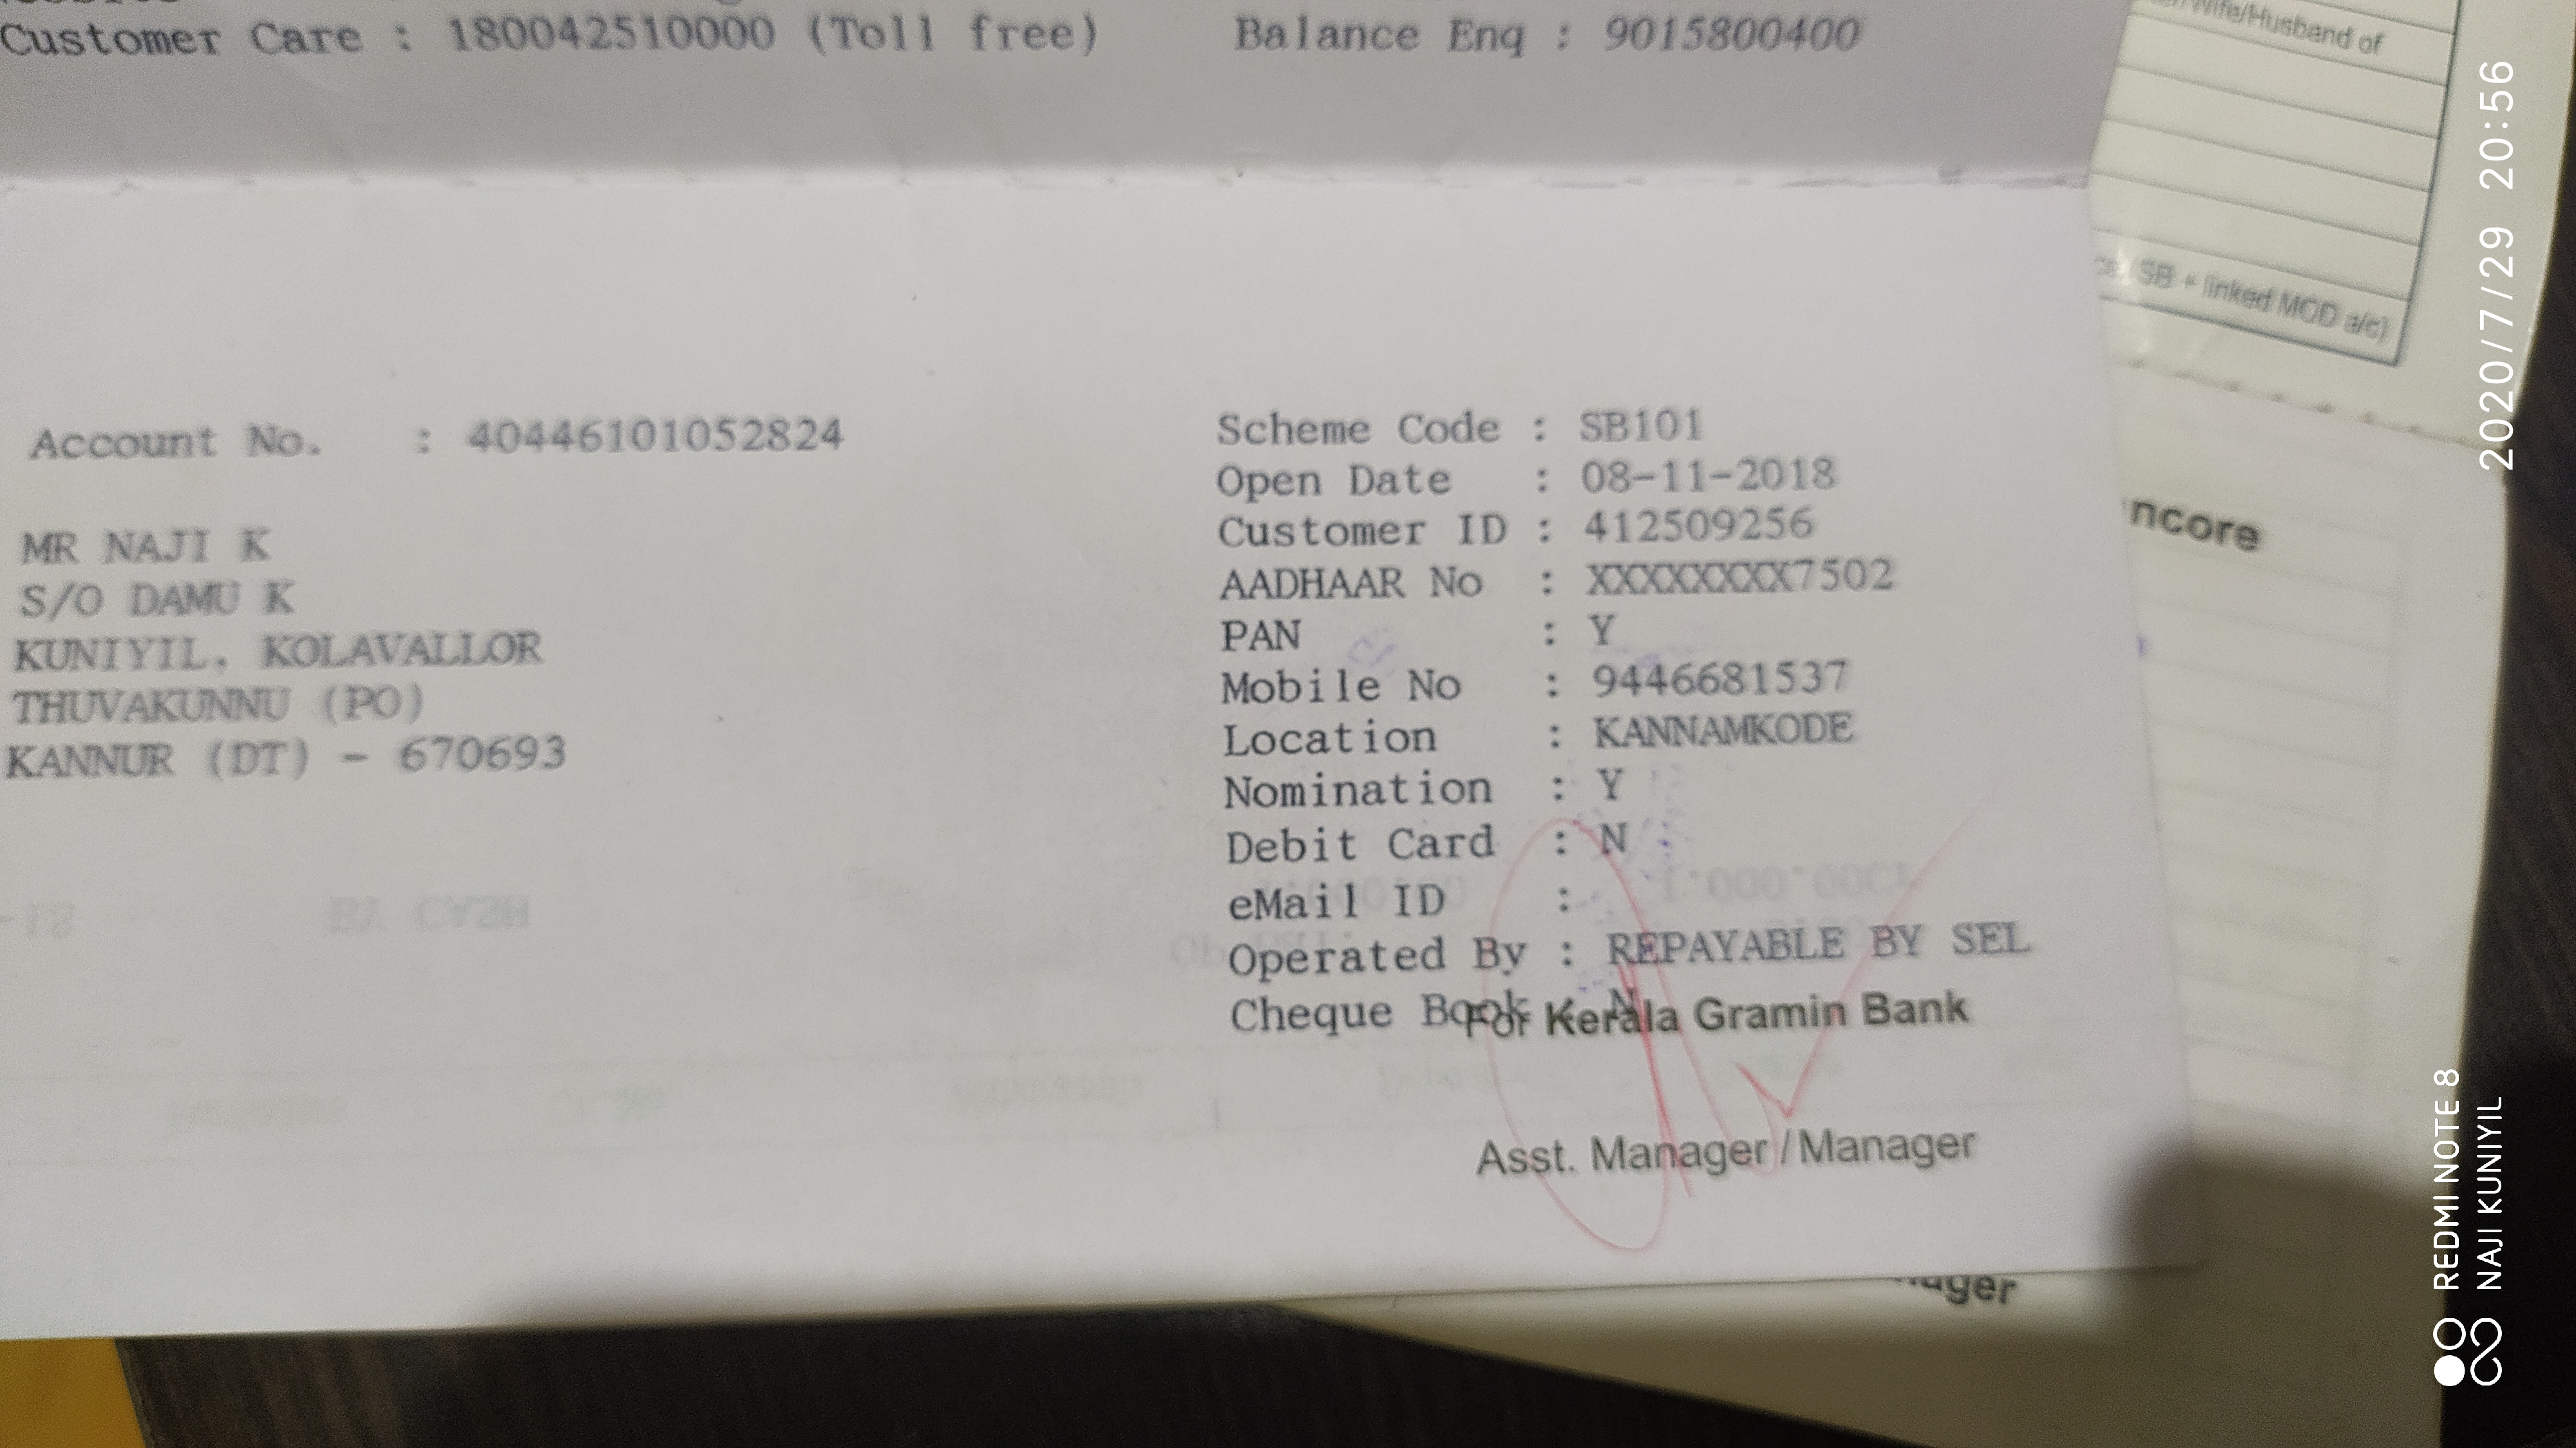 Customer Care : 18004251000 (Toll free) Balance Enq : 9015800400
Account No. : 40446101052824
MR NAJI K
S/O DAMU K
KUNIYIL, KOLAVALLOR
THUVAKUNNU (PO)
KANNUR (DT) - 670693
Scheme Code : SB101
Open Date : 08-11-2018
Customer ID : 412509256
AADHAAR No : XXXXXXXX7502
PAN : Y
Mobile No : 9446681537
Location : KANNAMKODE
Nomination : Y
Debit Card : N
eMail ID :
Operated By : REPAYABLE BY SEL
Cheque Book : N
For Kerala Gramin Bank
Asst. Manager / Manager
ncore
Wife/Husband of
SB + linked MOD a/c)
REDMI NOTE 8
NAJI KUNIYIL
2020/7/29 20:56